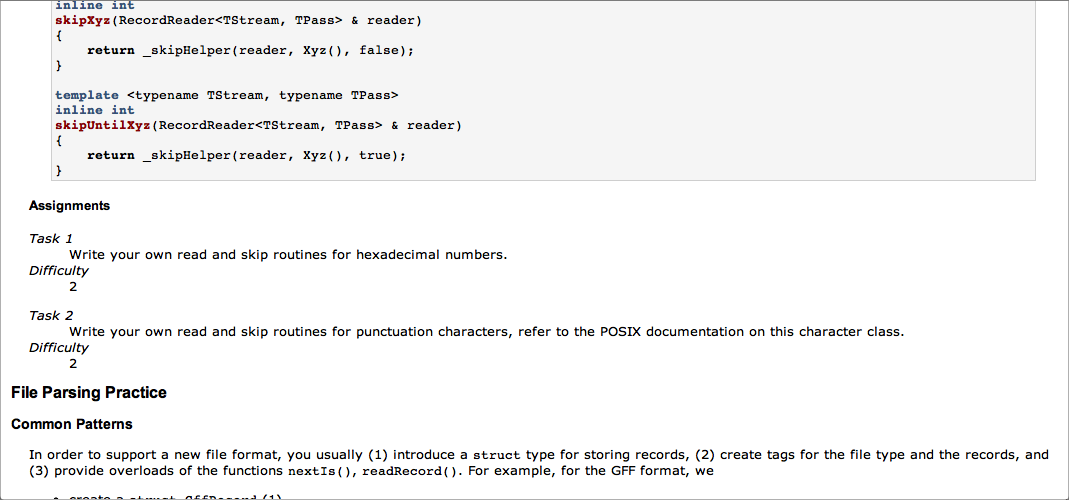 inline int
skipXyz(RecordReader<TStream, TPass> & reader)
{
    return _skipHelper(reader, Xyz(), false);
}
template <typename TStream, typename TPass>
inline int
skipUntilXyz(RecordReader<TStream, TPass> & reader)
{
    return _skipHelper(reader, Xyz(), true);
}
Assignments
Task 1
Write your own read and skip routines for hexadecimal numbers.
Difficulty
2
Task 2
Write your own read and skip routines for punctuation characters, refer to the POSIX documentation on this character class.
Difficulty
2
File Parsing Practice
Common Patterns
In order to support a new file format, you usually (1) introduce a struct type for storing records, (2) create tags for the file type and the records, and
(3) provide overloads of the functions nextIs(), readRecord(). For example, for the GFF format, we
• create a struct GffRecord (1)